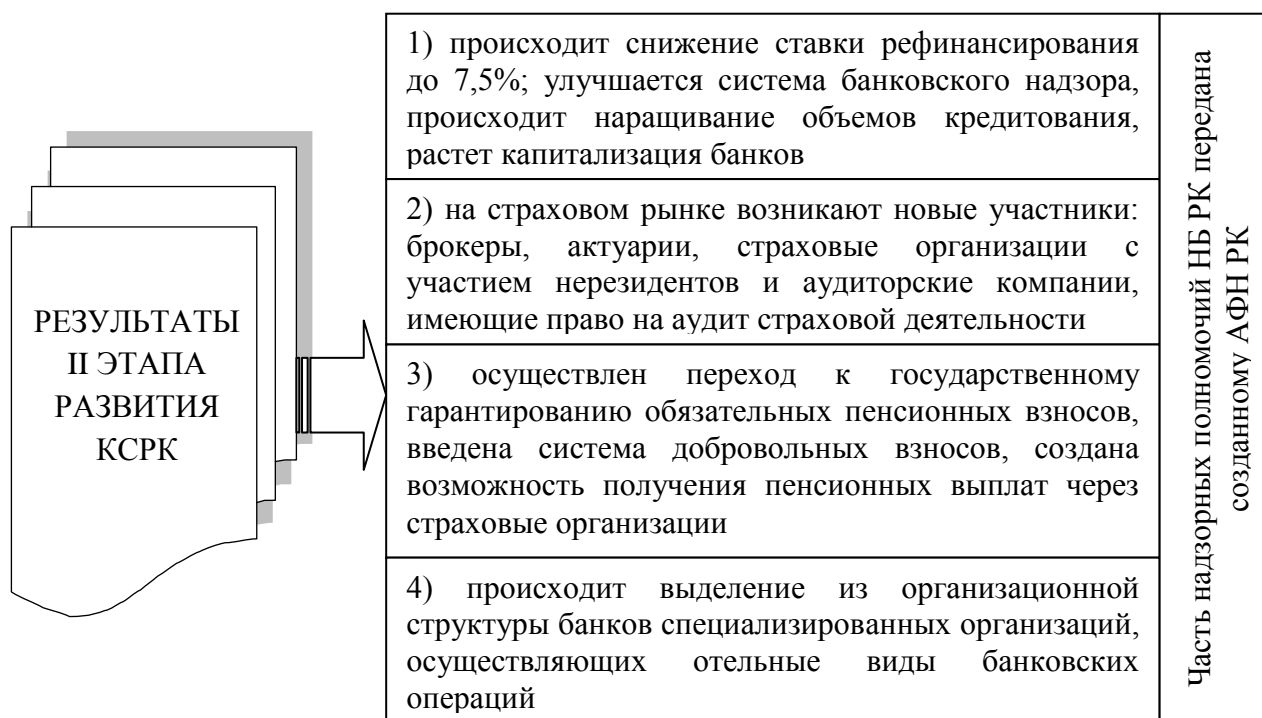 РЕЗУЛЬТАТЫ
II ЭТАПА
РАЗВИТИЯ
КСРК
1) происходит снижение ставки рефинансирования
до 7,5%; улучшается система банковского надзора,
происходит наращивание объемов кредитования,
растет капитализация банков
2) на страховом рынке возникают новые участники:
брокеры, актуарии, страховые организации с
участием нерезидентов и аудиторские компании,
имеющие право на аудит страховой деятельности
3) осуществлен переход к государственному
гарантированию обязательных пенсионных взносов,
введена система добровольных взносов, создана
возможность получения пенсионных выплат через
страховые организации
4) происходит выделение из организационной
структуры банков специализированных организаций,
осуществляющих отельные виды банковских
операций
Часть надзорных полномочий НБ РК передана
созданному АФН РК